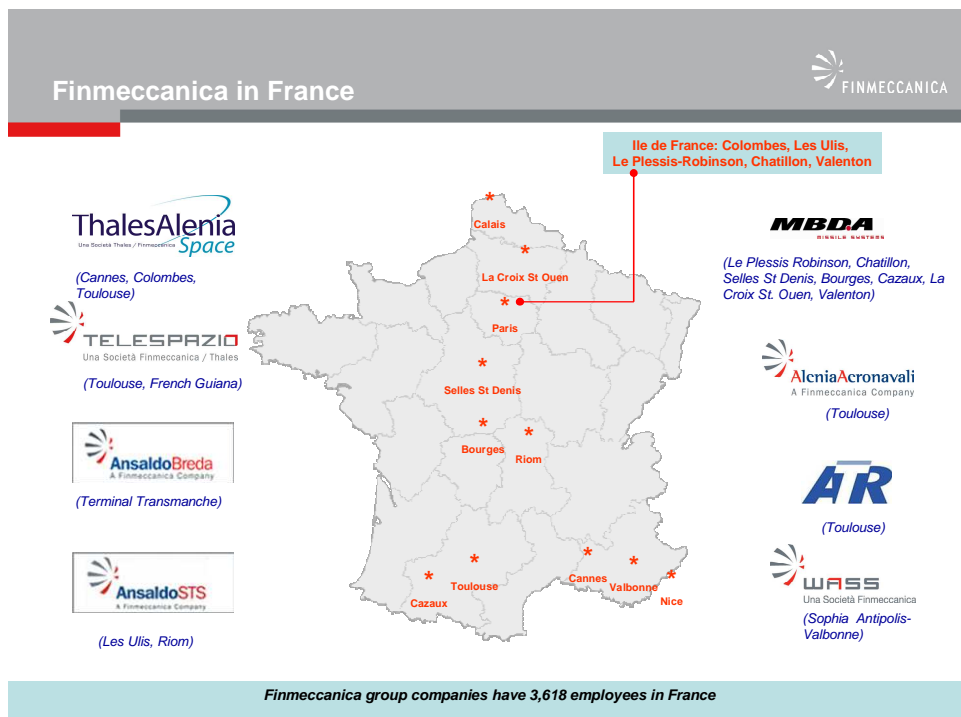 Finmeccanica in France
FINMECCANICA
Ile de France: Colombes, Les Ulis,
Le Plessis-Robinson, Chatillon, Valenton
ThalesAlenia
Una Società Thales / Finmeccanica
Space
(Cannes, Colombes,
Toulouse)
TELESPAZIO
Una Società Finmeccanica / Thales
(Toulouse, French Guiana)
AnsaldoBreda
A Finmeccanica Company
(Terminal Transmanche)
AnsaldoSTS
A Finmeccanica Company
(Les Ulis, Riom)
* Calais
* La Croix St Ouen
* Paris
* Selles St Denis
* Bourges
* Riom
* Toulouse
* Cazaux
* Cannes
* Valbonne
* Nice
MBDA
MISSILE SYSTEMS
(Le Plessis Robinson, Chatillon,
Selles St Denis, Bourges, Cazaux, La
Croix St. Ouen, Valenton)
AleniaAeronavali
A Finmeccanica Company
(Toulouse)
ATR
(Toulouse)
WASS
Una Società Finmeccanica
(Sophia Antipolis-
Valbonne)
Finmeccanica group companies have 3,618 employees in France